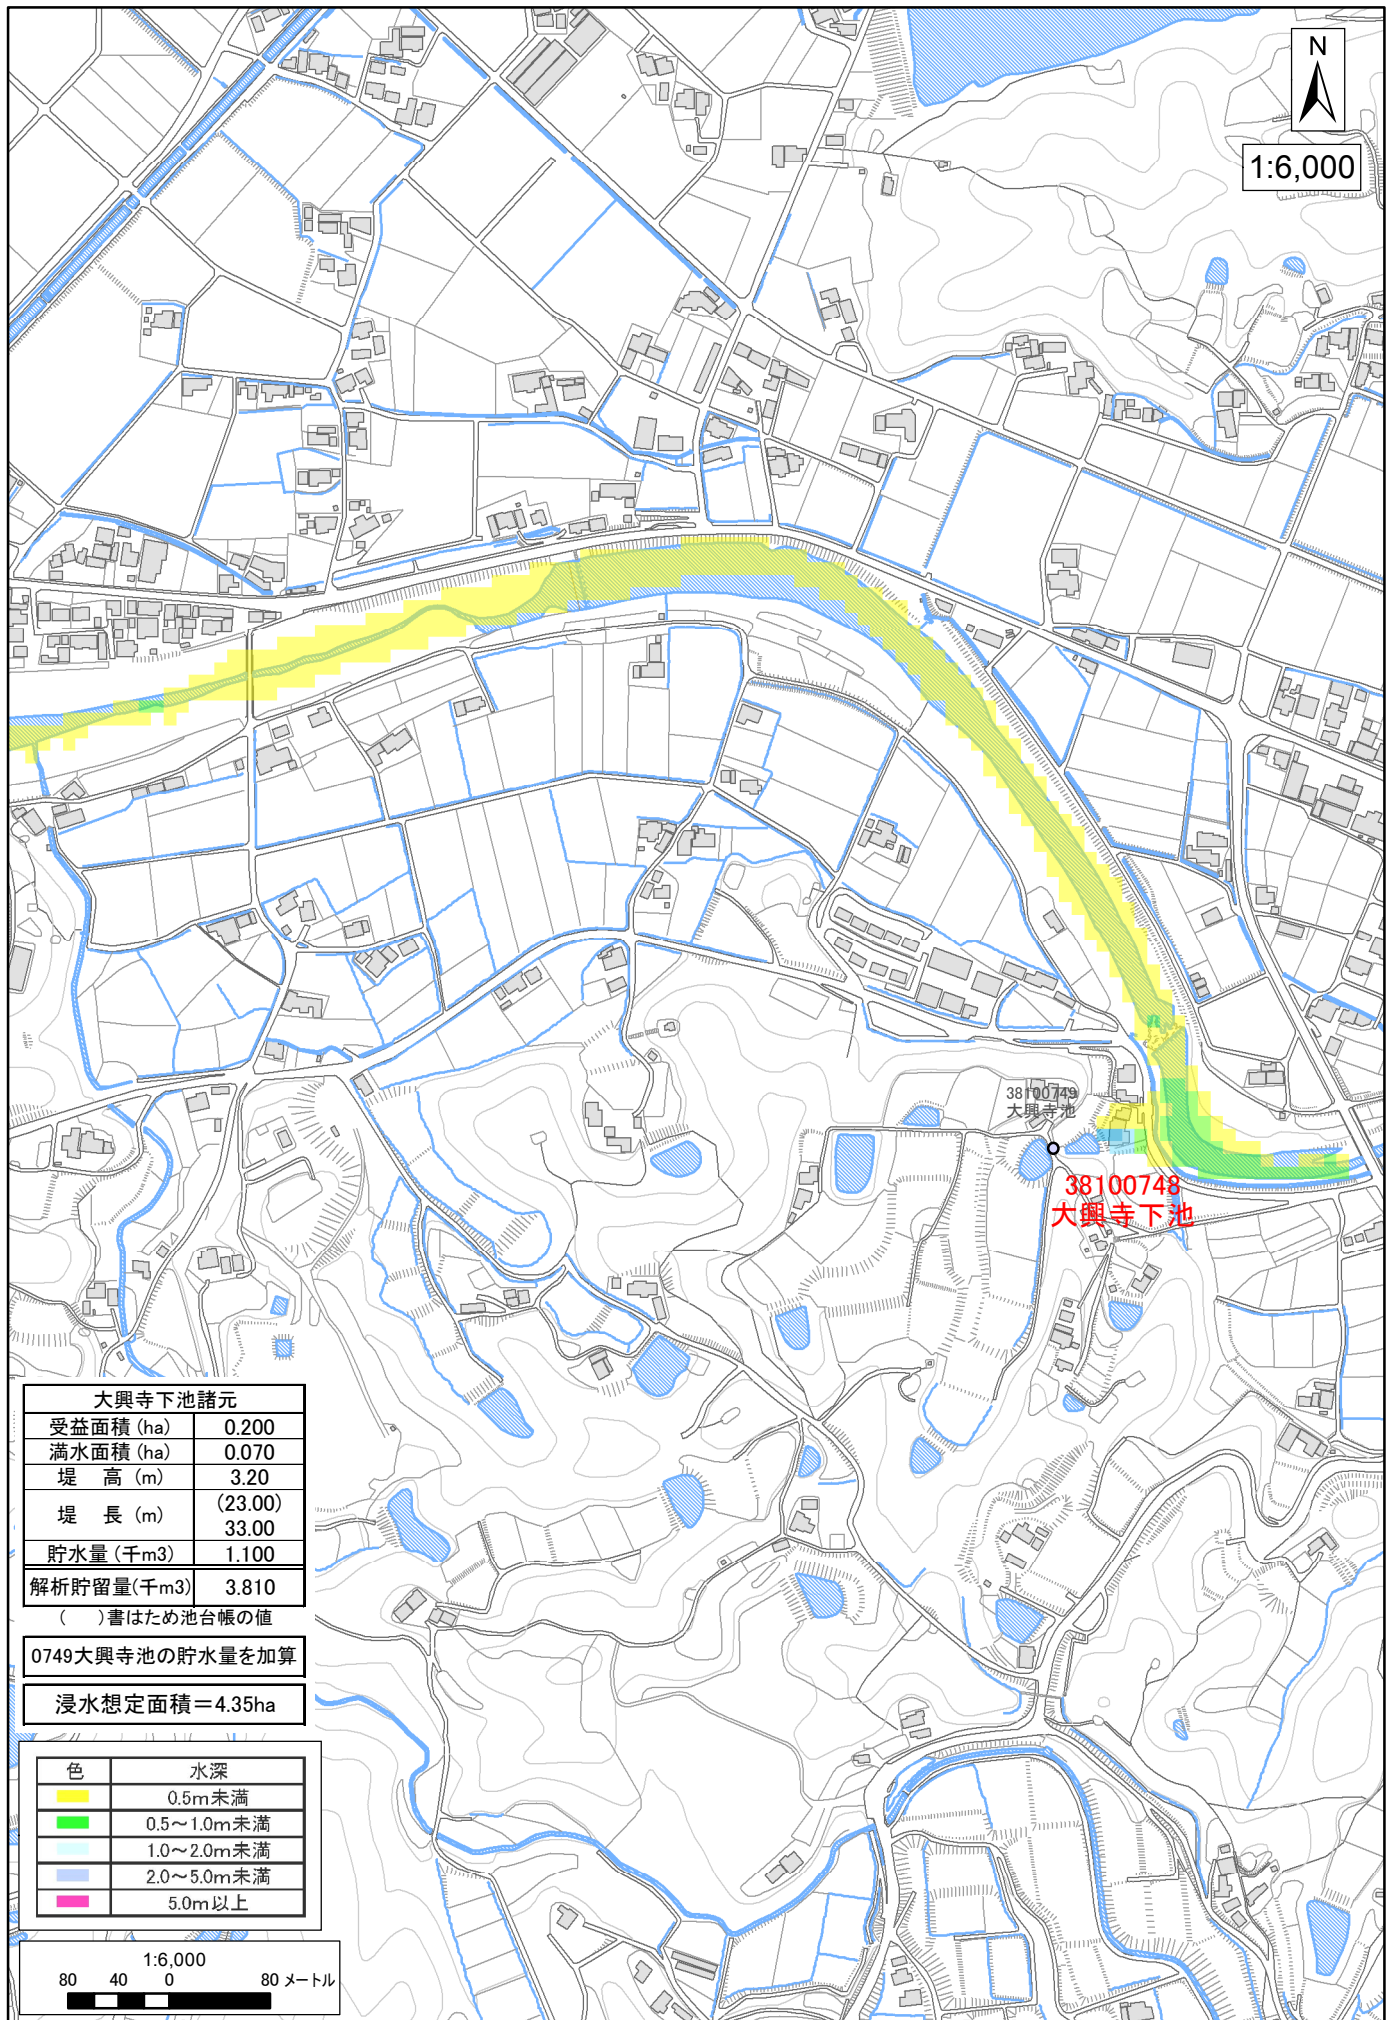 N
1:6,000
38100749
大興寺池
38100748
大興寺下池
大興寺下池諸元
受益面積(ha) 0.200
満水面積(ha) 0.070
堤 高 (m) 3.20
堤 長 (m) (23.00)
33.00
貯水量(千m3) 1.100
解析貯留量(千m3) 3.810
( )書はため池台帳の値
0749大興寺池の貯水量を加算
浸水想定面積=4.35ha
色 水深
0.5m未満
0.5~1.0m未満
1.0~2.0m未満
2.0~5.0m未満
5.0m以上
1:6,000
80 40 0 80 メートル